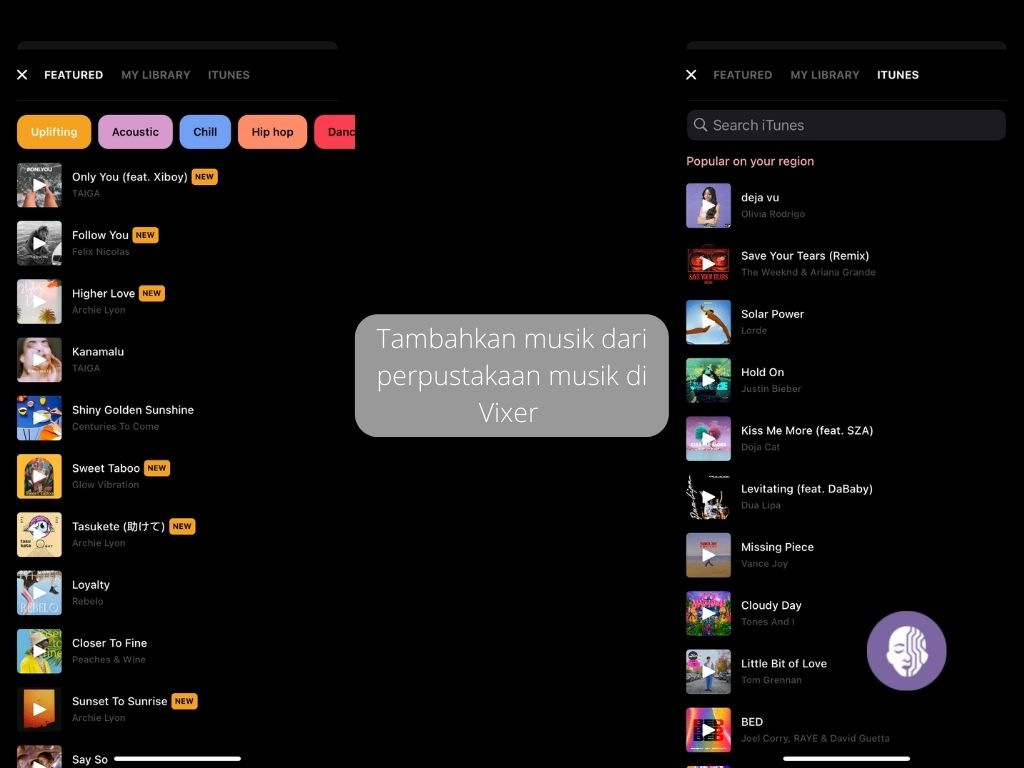 FEATURED MY LIBRARY ITUNES
Uplifting Acoustic Chill Hip hop Danc
Only You (feat. Xiboy) NEW
TAIGA
Follow You NEW
Felix Nicolas
Higher Love NEW
Archie Lyon
Kanamalu
TAIGA
Shiny Golden Sunshine
Centuries To Come
Sweet Taboo NEW
Glow Vibration
Tasukete (助けて) NEW
Archie Lyon
Loyalty
Rebelo
Closer To Fine
Peaches & Wine
Sunset To Sunrise NEW
Archie Lyon
Say So
Tambahkan musik dari
perpustakaan musik di
Vixer
FEATURED MY LIBRARY ITUNES
Search iTunes
Popular on your region
deja vu
Olivia Rodrigo
Save Your Tears (Remix)
The Weeknd & Ariana Grande
Solar Power
Lorde
Hold On
Justin Bieber
Kiss Me More (feat. SZA)
Doja Cat
Levitating (feat. DaBaby)
Dua Lipa
Missing Piece
Vance Joy
Cloudy Day
Tones And I
Little Bit of Love
Tom Grennan
BED
Joel Corry, RAYE & David Guetta